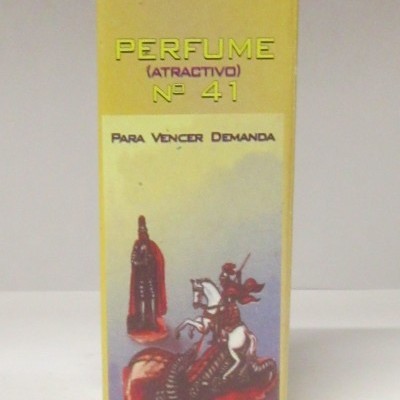 PERFUME
(ATRACTIVO)
Nº 41
PARA VENCER DEMANDA